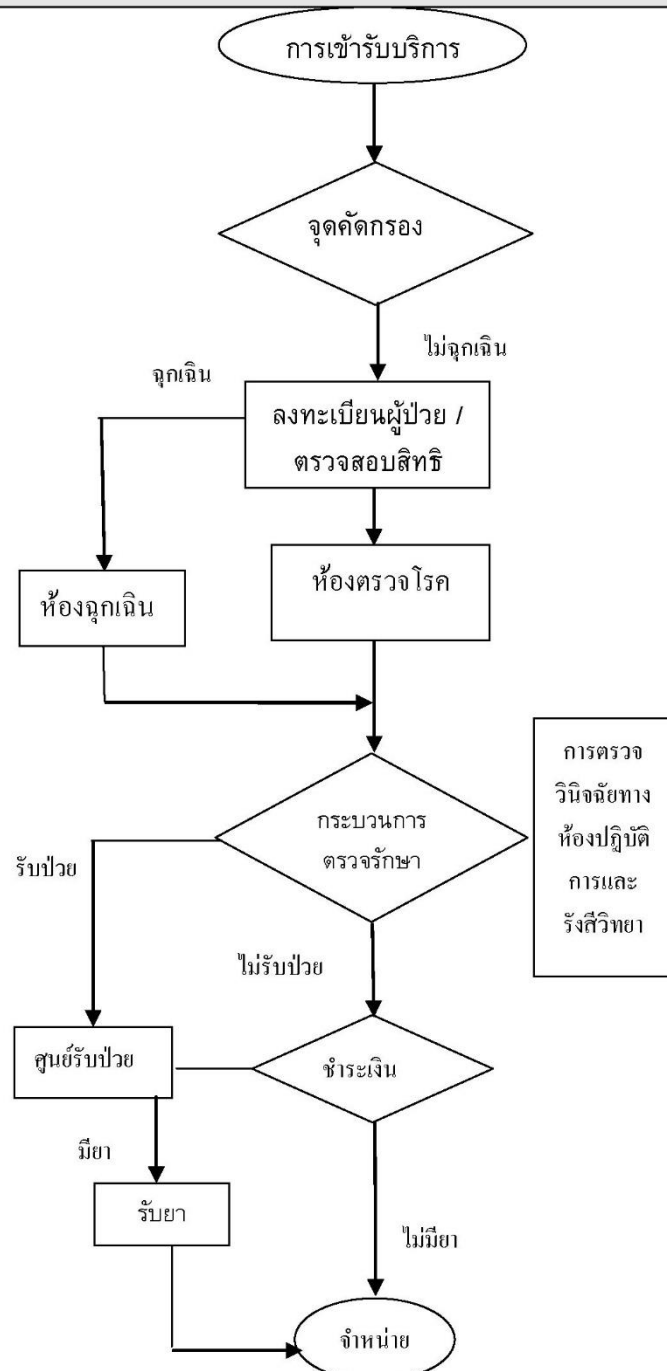 การเข้ารับบริการ
จุดคัดกรอง
ไม่ฉุกเฉิน
ฉุกเฉิน
ลงทะเบียนผู้ป่วย /
ตรวจสอบสิทธิ
ห้องตรวจโรค
ห้องฉุกเฉิน
การตรวจ
วินิจฉัยทาง
ห้องปฏิบัติ
การและ
รังสีวิทยา
กระบวนการ
ตรวจรักษา
รับป่วย
ไม่รับป่วย
ศูนย์รับป่วย
ชำระเงิน
มียา
รับยา
ไม่มียา
จำหน่าย